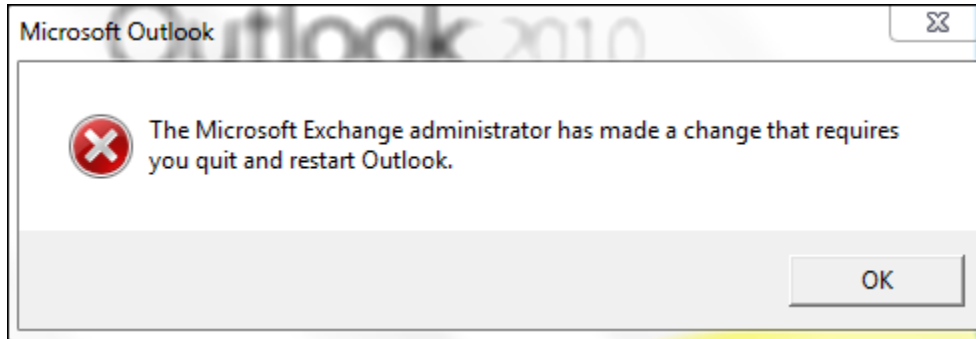 Outlook 2010
Microsoft Outlook
The Microsoft Exchange administrator has made a change that requires
you quit and restart Outlook.
OK